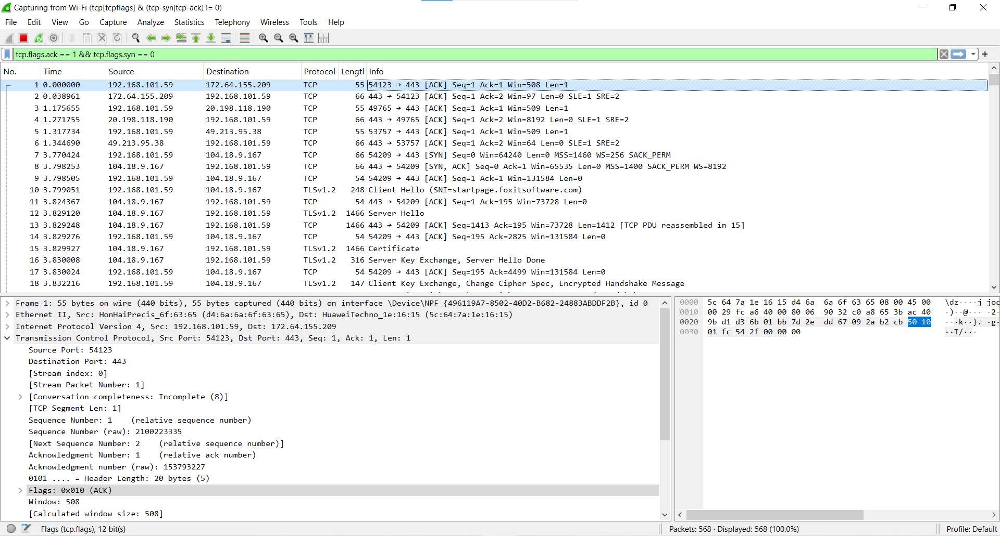 Capturing from Wi-Fi (tcp[tcpflags] & (tcp-syn|tcp-ack) != 0)
File Edit View Go Capture Analyze Statistics Telephony Wireless Tools Help
tcp.flags.ack == 1 && tcp.flags.syn == 0
No. Time Source Destination Protocol Length Info
1 0.000000 192.168.101.59 172.64.155.209 TCP 55 54123 → 443 [ACK] Seq=1 Ack=1 Win=508 Len=1
2 0.038961 172.64.155.209 192.168.101.59 TCP 66 443 → 54123 [ACK] Seq=1 Ack=2 Win=97 Len=0 SLE=1 SRE=2
3 1.175655 192.168.101.59 20.198.118.190 TCP 55 49765 → 443 [ACK] Seq=1 Ack=1 Win=509 Len=1
4 1.271755 20.198.118.190 192.168.101.59 TCP 66 443 → 49765 [ACK] Seq=1 Ack=2 Win=8192 Len=0 SLE=1 SRE=2
5 1.317734 192.168.101.59 49.213.95.38 TCP 55 53757 → 443 [ACK] Seq=1 Ack=1 Win=509 Len=1
6 1.344690 49.213.95.38 192.168.101.59 TCP 66 443 → 53757 [ACK] Seq=1 Ack=2 Win=64 Len=0 SLE=1 SRE=2
7 3.770424 192.168.101.59 104.18.9.167 TCP 66 54209 → 443 [SYN] Seq=0 Win=64240 Len=0 MSS=1460 WS=256 SACK_PERM
8 3.798253 104.18.9.167 192.168.101.59 TCP 66 443 → 54209 [SYN, ACK] Seq=0 Ack=1 Win=65535 Len=0 MSS=1400 SACK_PERM WS=8192
9 3.798505 192.168.101.59 104.18.9.167 TCP 54 54209 → 443 [ACK] Seq=1 Ack=1 Win=131584 Len=0
10 3.799051 192.168.101.59 104.18.9.167 TLSv1.2 248 Client Hello (SNI=startpage.foxitsoftware.com)
11 3.824367 104.18.9.167 192.168.101.59 TCP 54 443 → 54209 [ACK] Seq=1 Ack=195 Win=73728 Len=0
12 3.829120 104.18.9.167 192.168.101.59 TLSv1.2 1466 Server Hello
13 3.829248 104.18.9.167 192.168.101.59 TCP 1466 443 → 54209 [ACK] Seq=1413 Ack=195 Win=73728 Len=1412 [TCP PDU reassembled in 15]
14 3.829276 192.168.101.59 104.18.9.167 TCP 54 54209 → 443 [ACK] Seq=195 Ack=2825 Win=131584 Len=0
15 3.829927 104.18.9.167 192.168.101.59 TLSv1.2 1466 Certificate
16 3.830008 104.18.9.167 192.168.101.59 TLSv1.2 316 Server Key Exchange, Server Hello Done
17 3.830024 192.168.101.59 104.18.9.167 TCP 54 54209 → 443 [ACK] Seq=195 Ack=4499 Win=131584 Len=0
18 3.832216 192.168.101.59 104.18.9.167 TLSv1.2 147 Client Key Exchange, Change Cipher Spec, Encrypted Handshake Message
Frame 1: 55 bytes on wire (440 bits), 55 bytes captured (440 bits) on interface \Device\NPF_{496119A7-8502-40D2-B682-24883ABDDF2B}, id 0
Ethernet II, Src: HonHaiPrecis_6f:63:65 (d4:6a:6a:6f:63:65), Dst: HuaweiTechno_1e:16:15 (5c:64:7a:1e:16:15)
Internet Protocol Version 4, Src: 192.168.101.59, Dst: 172.64.155.209
Transmission Control Protocol, Src Port: 54123, Dst Port: 443, Seq: 1, Ack: 1, Len: 1
Source Port: 54123
Destination Port: 443
[Stream index: 0]
[Stream Packet Number: 1]
[Conversation completeness: Incomplete (8)]
[TCP Segment Len: 1]
Sequence Number: 1 (relative sequence number)
Sequence Number (raw): 2100223335
[Next Sequence Number: 2 (relative sequence number)]
Acknowledgment Number: 1 (relative ack number)
Acknowledgment number (raw): 153793227
0101 .... = Header Length: 20 bytes (5)
Flags: 0x010 (ACK)
Window: 508
[Calculated window size: 508]
0000 5c 64 7a 1e 16 15 d4 6a 6a 6f 63 65 08 00 45 00 \dz····j joc
0010 00 29 fc a6 40 00 80 06 90 32 c0 a8 65 3b ac 40 ·)··@··· ·2·
0020 9b d1 d3 6b 01 bb 7d 2e dd 67 09 2a b2 cb 50 10 ···k··}. ·g·
0030 01 fc 54 2f 00 00 00 ··T/···
Flags (tcp.flags), 12 bit(s)
Packets: 568 · Displayed: 568 (100.0%)
Profile: Default